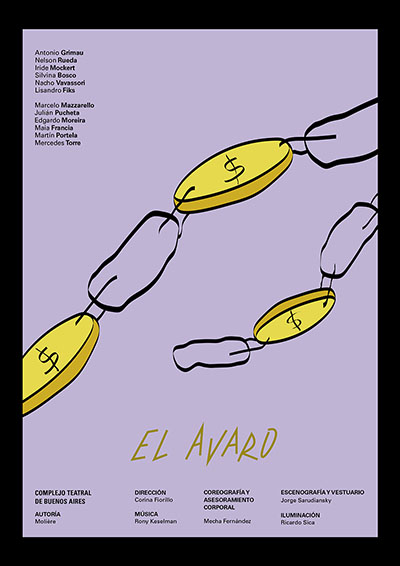 Antonio Grimau
Nelson Rueda
Iride Mockert
Silvina Bosco
Nacho Vavassori
Lisandro Fiks
Marcelo Mazzarello
Julián Pucheta
Edgardo Moreira
Maia Francia
Martín Portela
Mercedes Torre
$
$
$
EL AVARO
COMPLEJO TEATRAL
DE BUENOS AIRES
AUTORÍA
Molière
DIRECCIÓN
Corina Fiorillo
MÚSICA
Rony Keselman
COREOGRAFÍA Y
ASESORAMIENTO
CORPORAL
Mecha Fernández
ESCENOGRAFÍA Y VESTUARIO
Jorge Sarudiansky
ILUMINACIÓN
Ricardo Sica